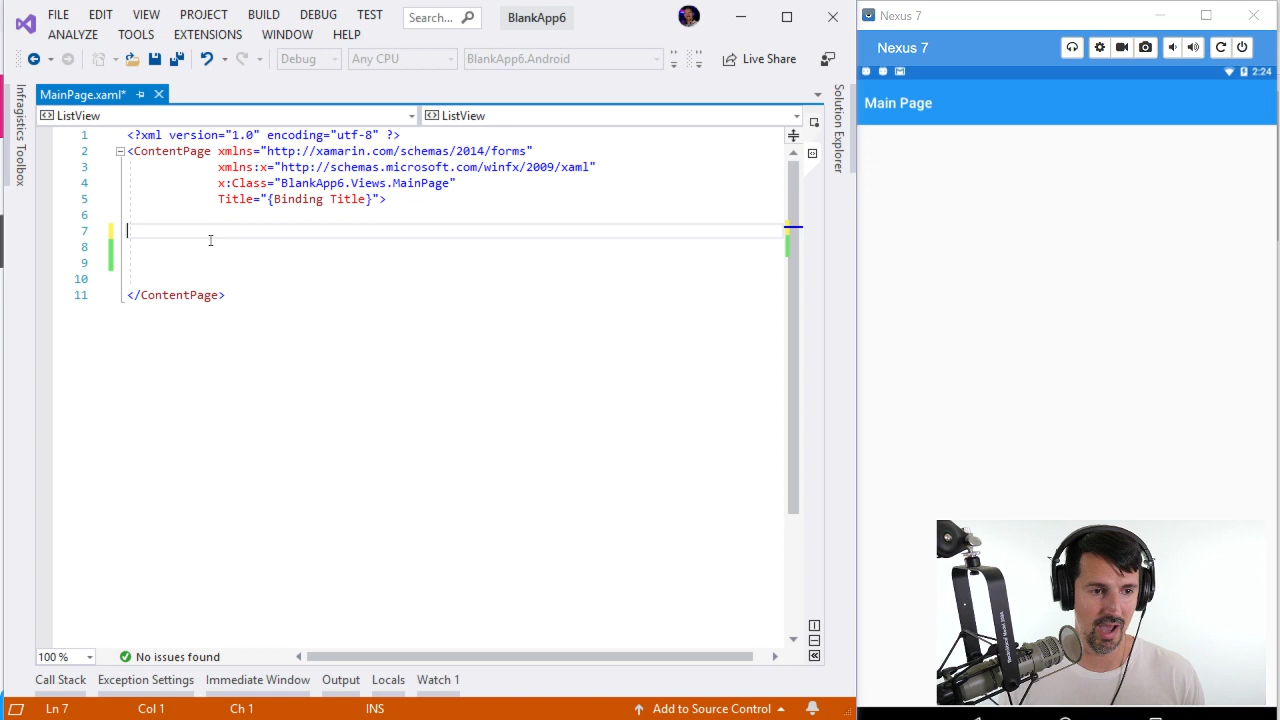 FILE EDIT VIEW PROJECT BUILD DEBUG TEST
ANALYZE TOOLS EXTENSIONS WINDOW HELP
Search...
BlankApp6
Debug Any CPU BlankApp6.Android Live Share
Infragistics Toolbox
MainPage.xaml*
ListView ListView
1 <?xml version="1.0" encoding="utf-8" ?>
2 <ContentPage xmlns="http://xamarin.com/schemas/2014/forms"
3 xmlns:x="http://schemas.microsoft.com/winfx/2009/xaml"
4 x:Class="BlankApp6.Views.MainPage"
5 Title="{Binding Title}">
6
7
8
9
10
11 </ContentPage>
Solution Explorer
100 % No issues found
Call Stack Exception Settings Immediate Window Output Locals Watch 1
Ln 7 Col 1 Ch 1 INS Add to Source Control
Nexus 7
Nexus 7
2:24
Main Page